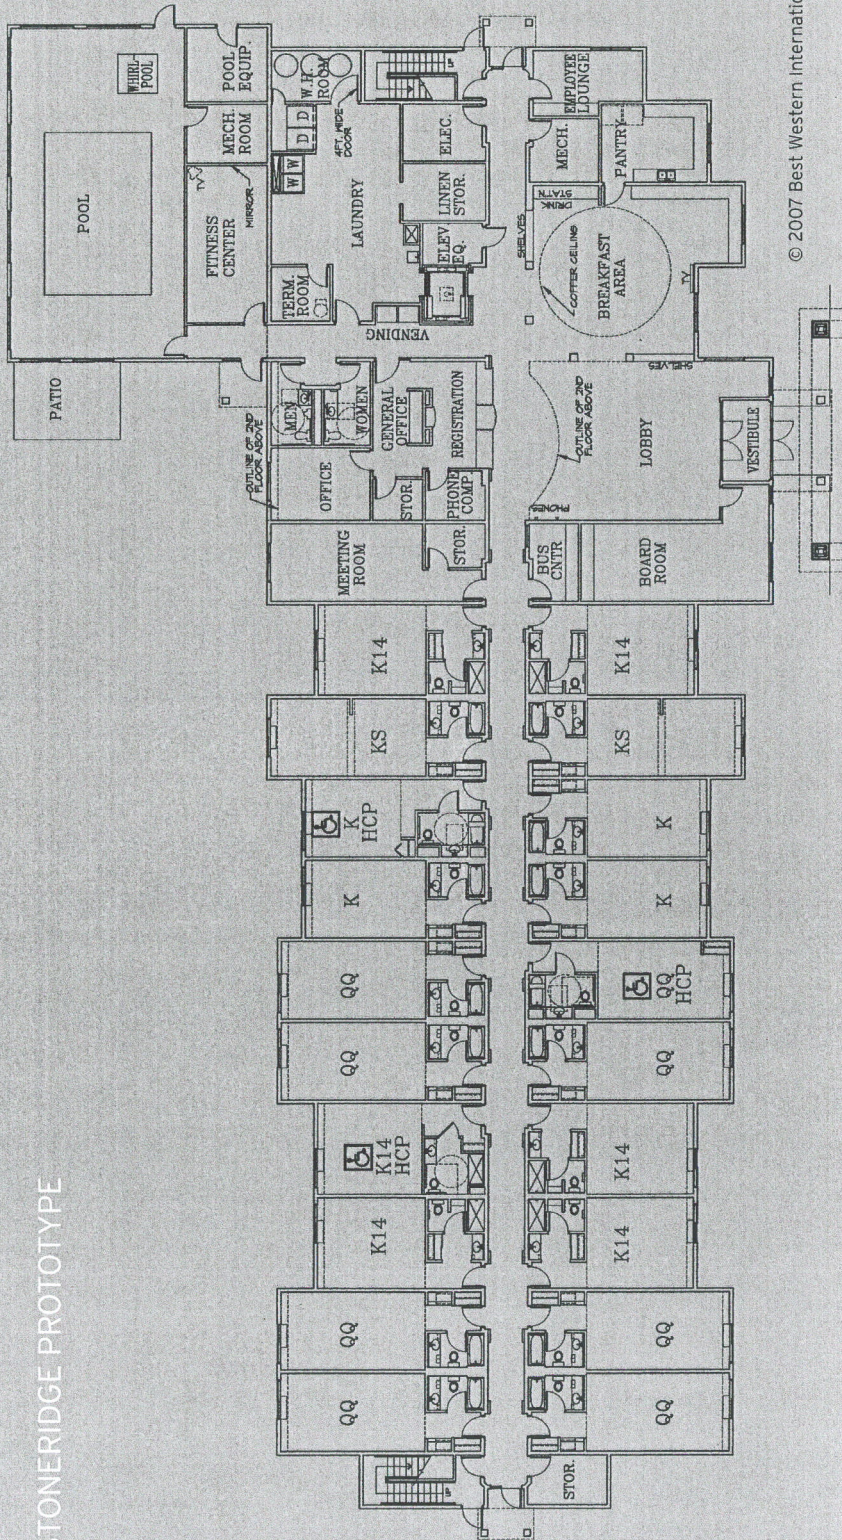 TONERIDGE PROTOTYPE
© 2007 Best Western Internatio
POOL
WHIRL-
POOL
POOL
EQUIP.
MECH.
ROOM
FITNESS
CENTER
TV
MIRROR
PATIO
W.H.
ROOM
D D
W W
4FT. WIDE
DOOR
LAUNDRY
TERM.
ROOM
UP
ELEC.
LINEN
STOR.
ELEV.
EQ.
VENDING
EMPLOYEE
LOUNGE
MECH.
PANTRY
DRINK
STAT'N
SHELVES
COFFER CEILING
BREAKFAST
AREA
TV
OUTLINE OF 2ND
FLOOR ABOVE
MEN
WOMEN
GENERAL
OFFICE
REGISTRATION
OFFICE
STOR.
PHONE
COMP.
SHELVES
OUTLINE OF 2ND
FLOOR ABOVE
LOBBY
VESTIBULE
PHONES
MEETING
ROOM
STOR.
BUS
CNTR
BOARD
ROOM
K14
K14
KS
KS
K
HCP
K
K
K
QQ
QQ
HCP
QQ
QQ
K14
HCP
K14
K14
K14
QQ
QQ
QQ
QQ
UP
STOR.